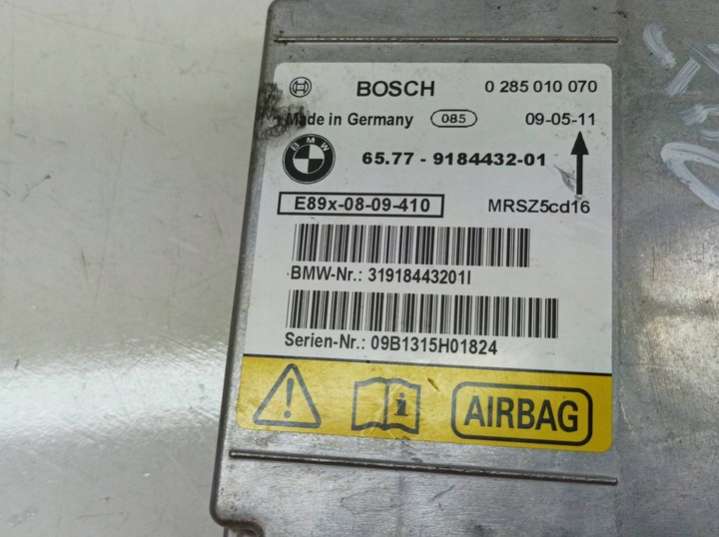 BOSCH 0 285 010 070
Made in Germany 085 09-05-11
BMW 65.77 - 9184432-01
E89x-08-09-410 MRSZ5cd16
BMW-Nr.: 31918443201I
Serien-Nr.: 09B1315H01824
AIRBAG